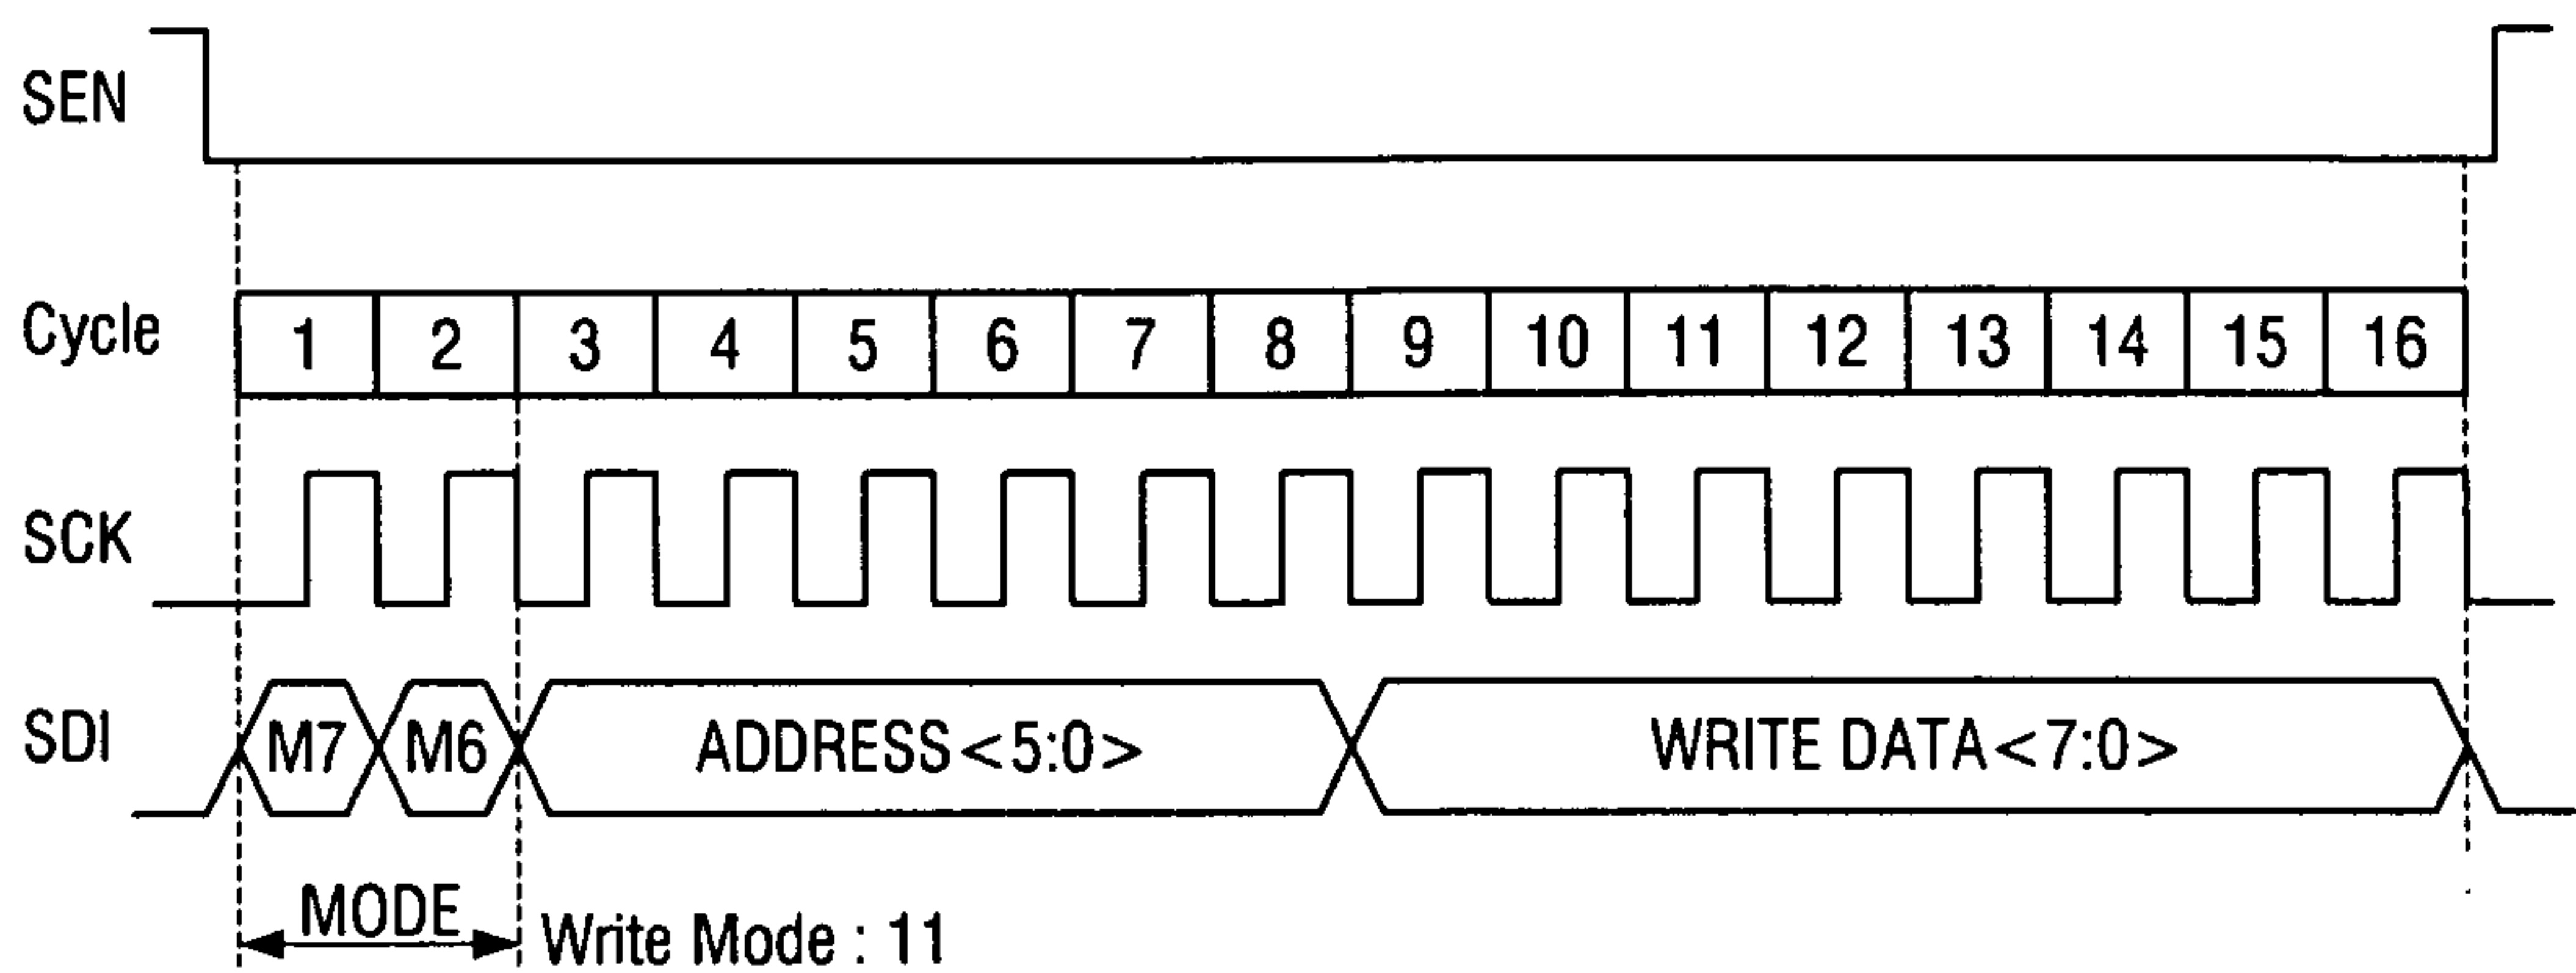 SEN
Cycle 1 2 3 4 5 6 7 8 9 10 11 12 13 14 15 16
SCK
SDI M7 M6 ADDRESS<5:0> WRITE DATA<7:0>
MODE Write Mode : 11